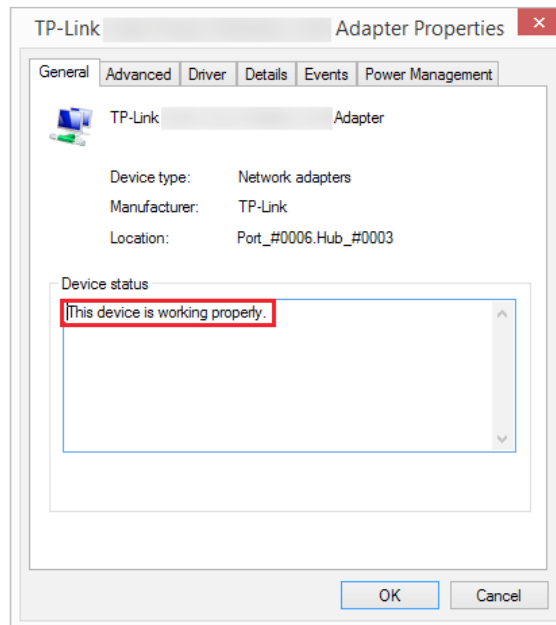 TP-Link Adapter Properties
General Advanced Driver Details Events Power Management
TP-Link Adapter
Device type: Network adapters
Manufacturer: TP-Link
Location: Port_#0006.Hub_#0003
Device status
This device is working properly.
OK Cancel